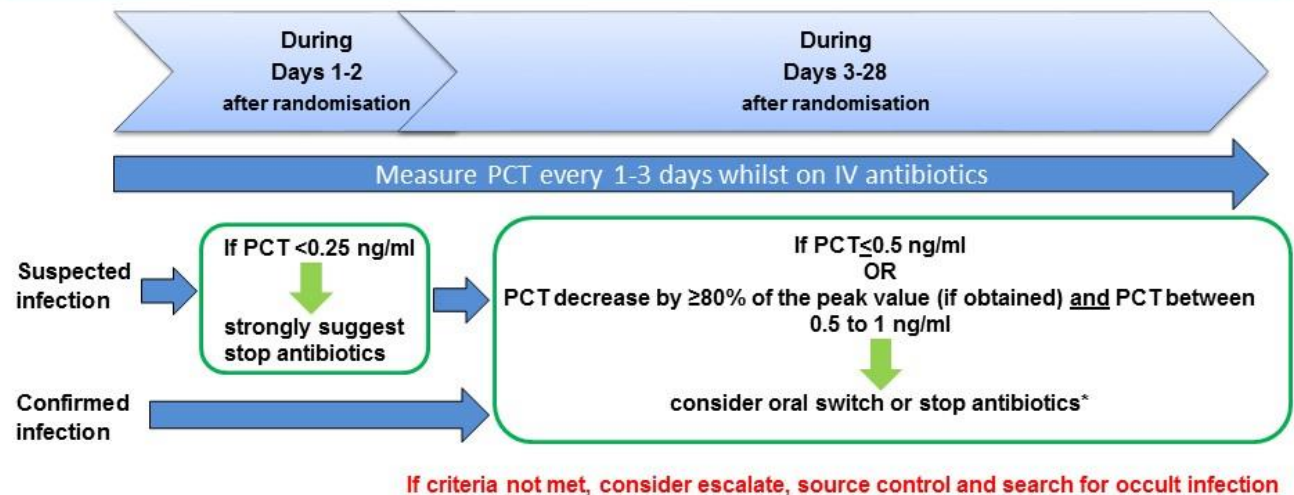 During
Days 1-2
after randomisation
During
Days 3-28
after randomisation
Measure PCT every 1-3 days whilst on IV antibiotics
Suspected
infection
If PCT <0.25 ng/ml
strongly suggest
stop antibiotics
If PCT≤0.5 ng/ml
OR
PCT decrease by ≥80% of the peak value (if obtained) and PCT between
0.5 to 1 ng/ml
consider oral switch or stop antibiotics*
Confirmed
infection
If criteria not met, consider escalate, source control and search for occult infection